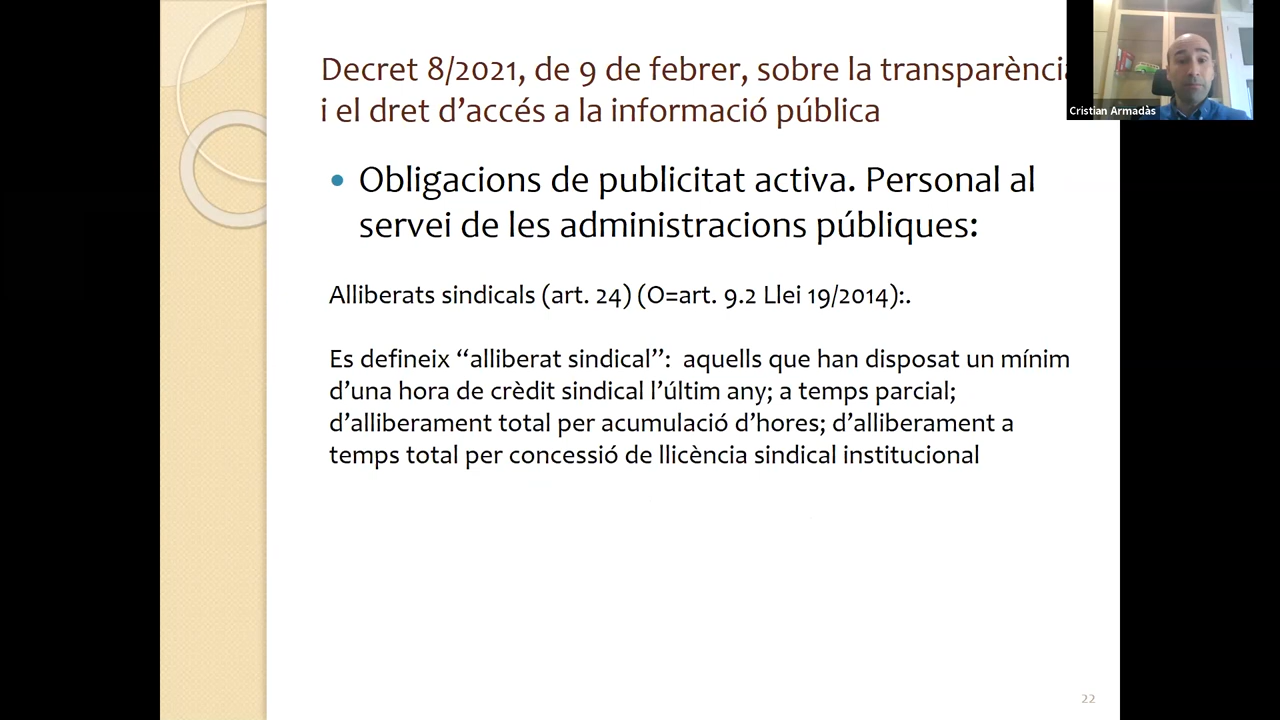 Decret 8/2021, de 9 de febrer, sobre la transparència
i el dret d’accés a la informació pública
Cristian Armadàs
• Obligacions de publicitat activa. Personal al
servei de les administracions públiques:
Alliberats sindicals (art. 24) (O=art. 9.2 Llei 19/2014):.
Es defineix “alliberat sindical”: aquells que han disposat un mínim
d’una hora de crèdit sindical l’últim any; a temps parcial;
d’alliberament total per acumulació d’hores; d’alliberament a
temps total per concessió de llicència sindical institucional
22